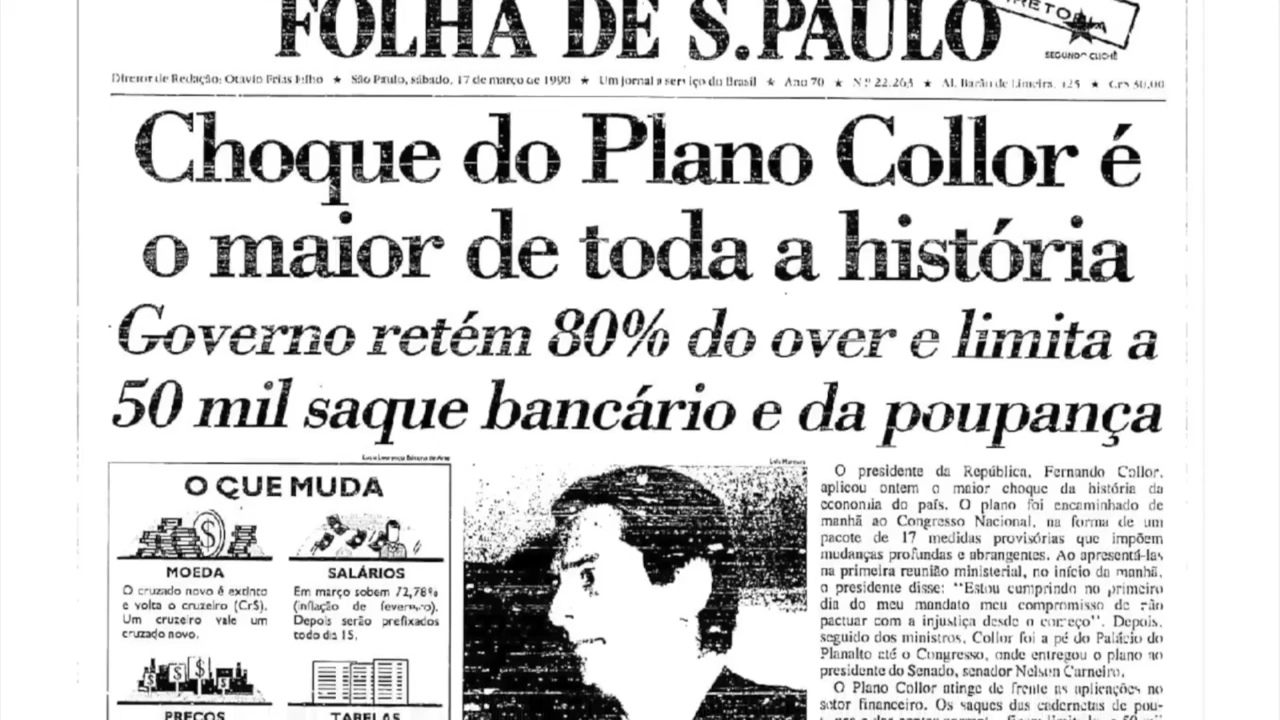 FOLHA DE S.PAULO
SEGUNDO CLICHÊ
Diretor de Redação: Otavio Frias Filho ★ São Paulo, sábado, 17 de março de 1990 ★ Um jornal a serviço do Brasil ★ Ano 70 ★ Nº 22.263 ★ Al. Barão de Limeira, 425 ★ Cr$ 30,00
Choque do Plano Collor é
o maior de toda a história
Governo retém 80% do over e limita a
50 mil saque bancário e da poupança
O QUE MUDA
MOEDA
O cruzado novo é extinto
e volta o cruzeiro (Cr$).
Um cruzeiro vale um
cruzado novo.
SALÁRIOS
Em março sobem 72,78%
(inflação de fevereiro).
Depois serão prefixados
todo dia 15.
PREÇOS
TABELAS
O presidente da República, Fernando Collor,
aplicou ontem o maior choque da história da
economia do país. O plano foi encaminhado de
manhã ao Congresso Nacional, na forma de um
pacote de 17 medidas provisórias que impõem
mudanças profundas e abrangentes. Ao apresentá-las
na primeira reunião ministerial, no início da manhã,
o presidente disse: "Estou cumprindo no primeiro
dia do meu mandato meu compromisso de não
pactuar com a injustiça desde o começo". Depois,
seguido dos ministros, Collor foi a pé do Palácio do
Planalto até o Congresso, onde entregou o plano ao
presidente do Senado, senador Nelson Carneiro.
O Plano Collor atinge de frente as aplicações no
setor financeiro. Os saques das cadernetas de pou-